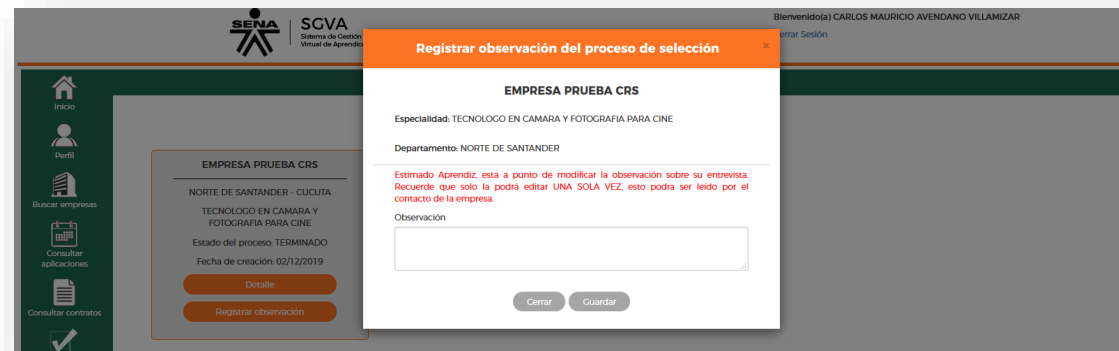 SENA
SGVA
Sistema de Gestión
Virtual de Aprendic
Bienvenido(a) CARLOS MAURICIO AVENDANO VILLAMIZAR
errar Sesión
Inicio
Perfil
Buscar empresas
Consultar
aplicaciones
Consultar contratos
EMPRESA PRUEBA CRS
NORTE DE SANTANDER - CUCUTA
TECNOLOGO EN CAMARA Y
FOTOGRAFIA PARA CINE
Estado del proceso: TERMINADO
Fecha de creación: 02/12/2019
Detalle
Registrar observación
Registrar observación del proceso de selección
x
EMPRESA PRUEBA CRS
Especialidad: TECNOLOGO EN CAMARA Y FOTOGRAFIA PARA CINE
Departamento: NORTE DE SANTANDER
Estimado Aprendiz, esta a punto de modificar la observación sobre su entrevista.
Recuerde que solo la podrá editar UNA SOLA VEZ, esto podra ser leído por el
contacto de la empresa.
Observación
Cerrar
Guardar